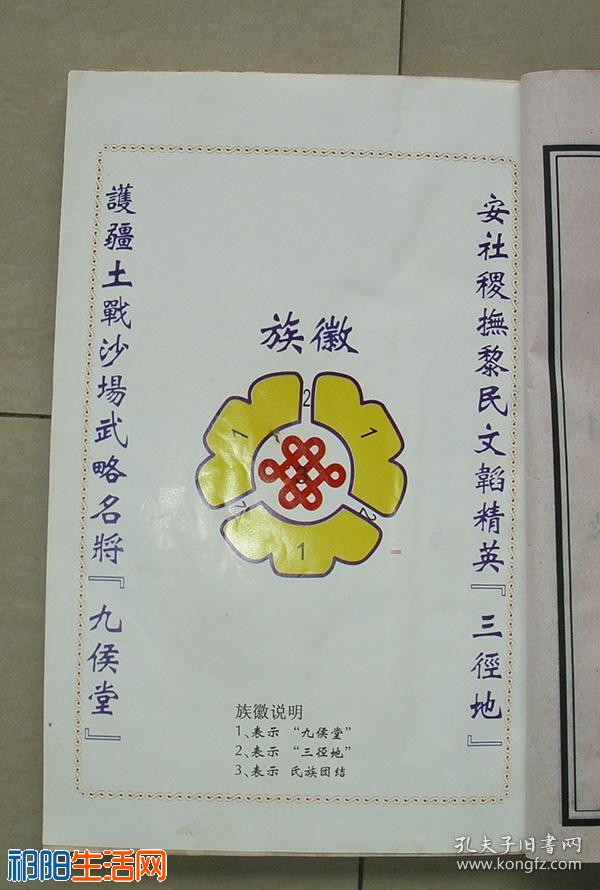 安社稷撫黎民文韜精英『三徑地』
護疆土戰沙場武略名將『九侯堂』
族徽
2
1
1
3
2
2
1
族徽说明
1、表示 “九侯堂”
2、表示 “三径地”
3、表示 氏族团结
祁阳生活网
孔夫子旧书网
www.kongfz.com